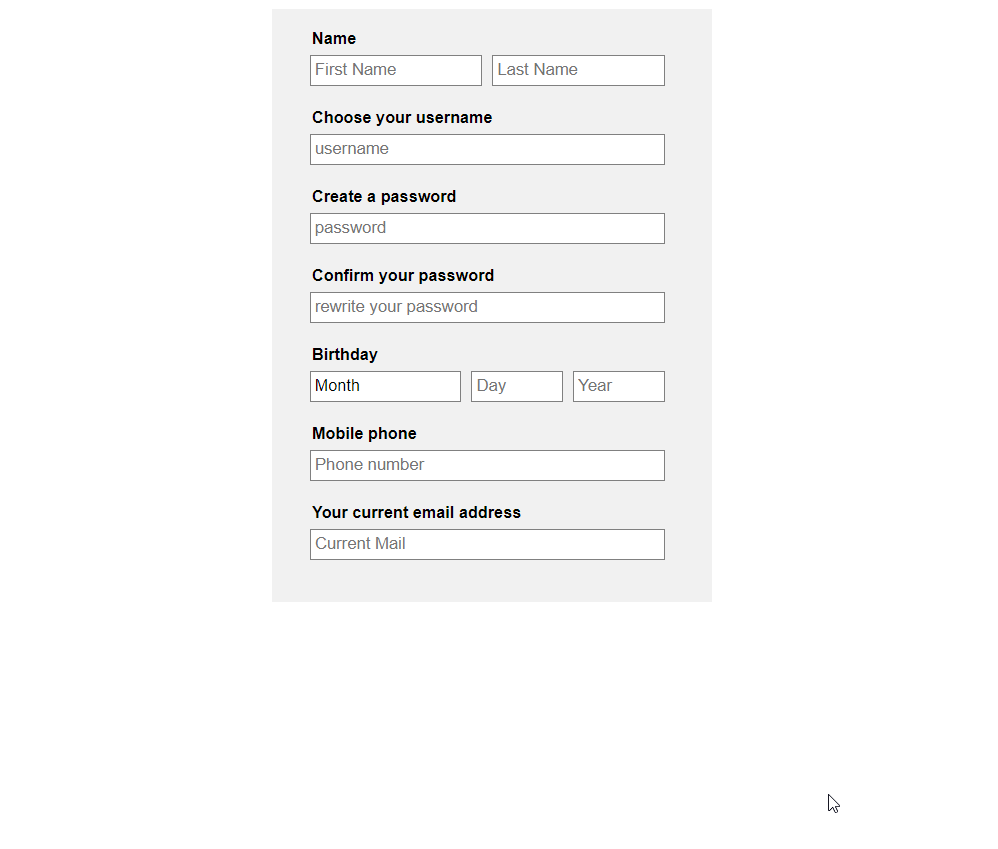 Name
First Name Last Name
Choose your username
username
Create a password
password
Confirm your password
rewrite your password
Birthday
Month Day Year
Mobile phone
Phone number
Your current email address
Current Mail